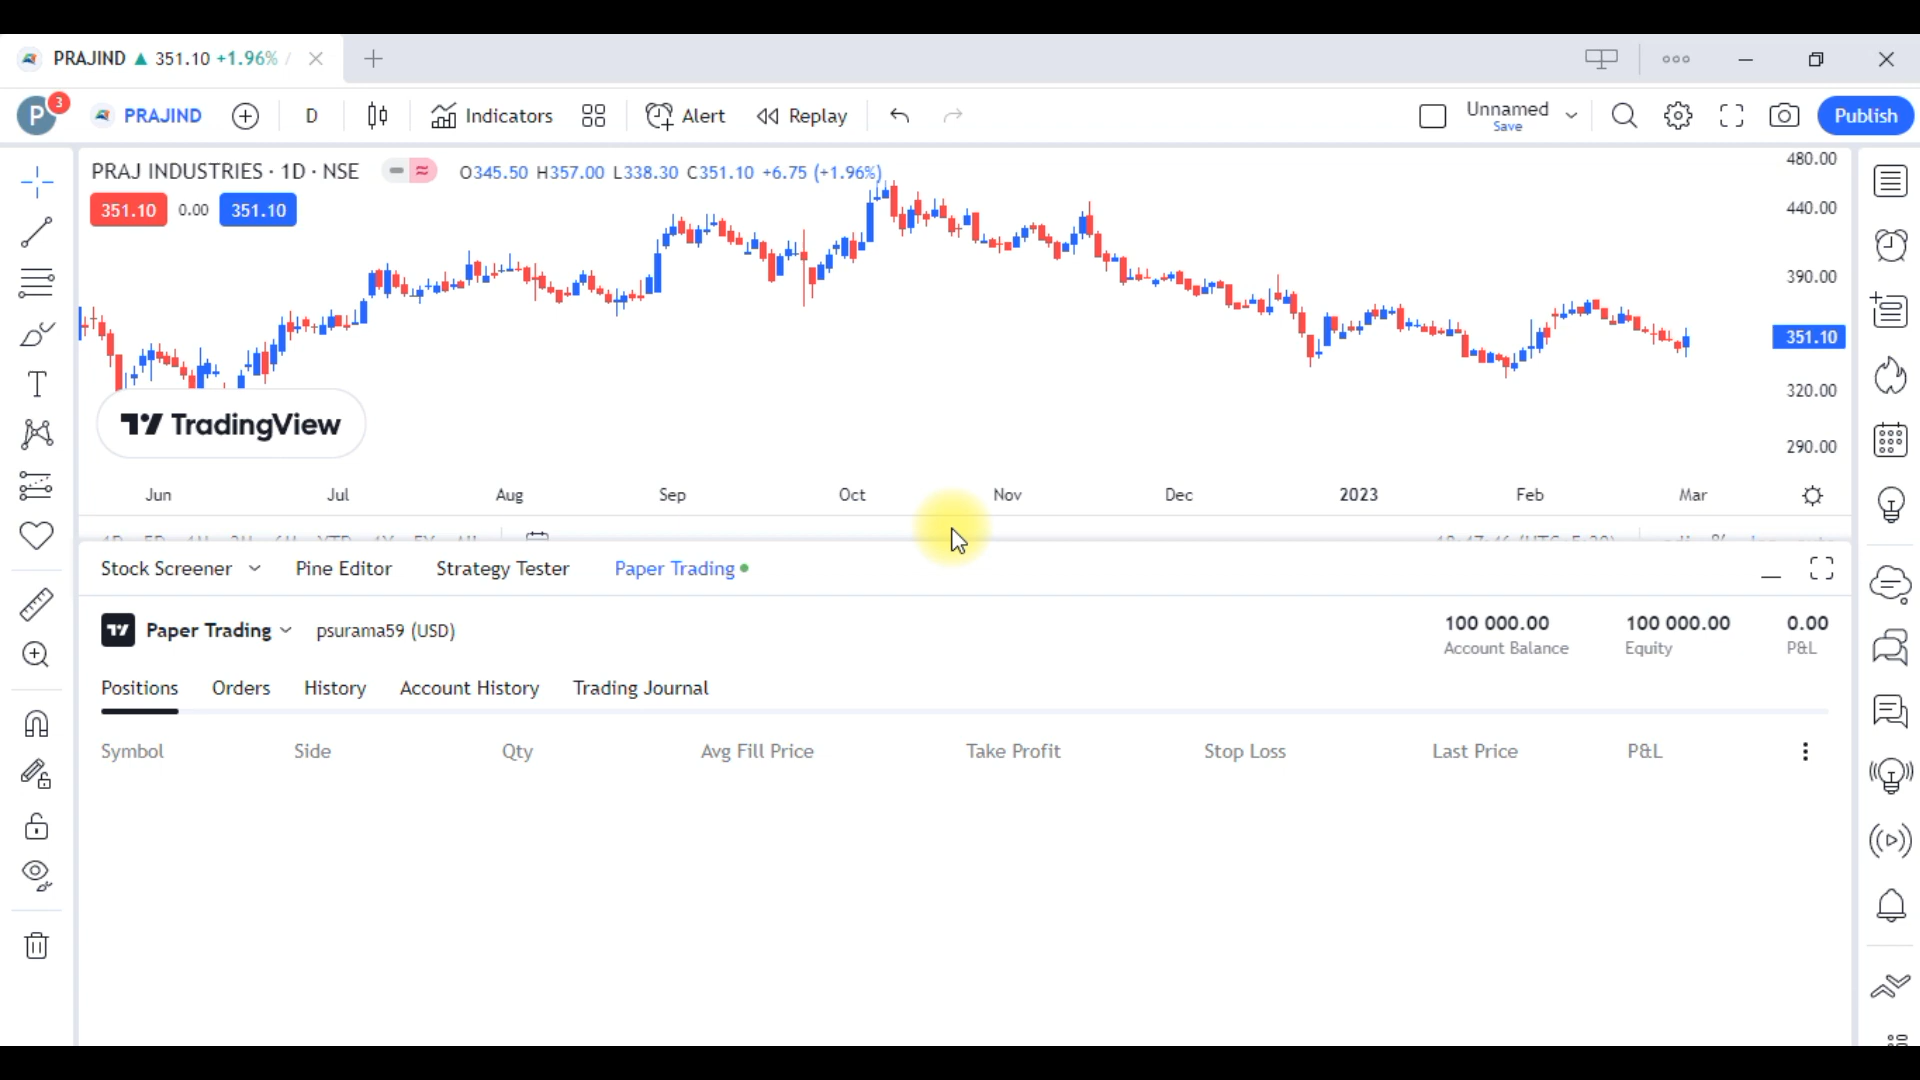 PRAJIND ▲ 351.10 +1.96% /
P 3 PRAJIND D Indicators Alert Replay Unnamed Save Publish
PRAJ INDUSTRIES · 1D · NSE O345.50 H357.00 L338.30 C351.10 +6.75 (+1.96%)
351.10 0.00 351.10
480.00
440.00
390.00
351.10
320.00
290.00
TradingView
Jun Jul Aug Sep Oct Nov Dec 2023 Feb Mar
Stock Screener Pine Editor Strategy Tester Paper Trading
Paper Trading psurama59 (USD)
100 000.00 100 000.00 0.00
Account Balance Equity P&L
Positions Orders History Account History Trading Journal
Symbol Side Qty Avg Fill Price Take Profit Stop Loss Last Price P&L